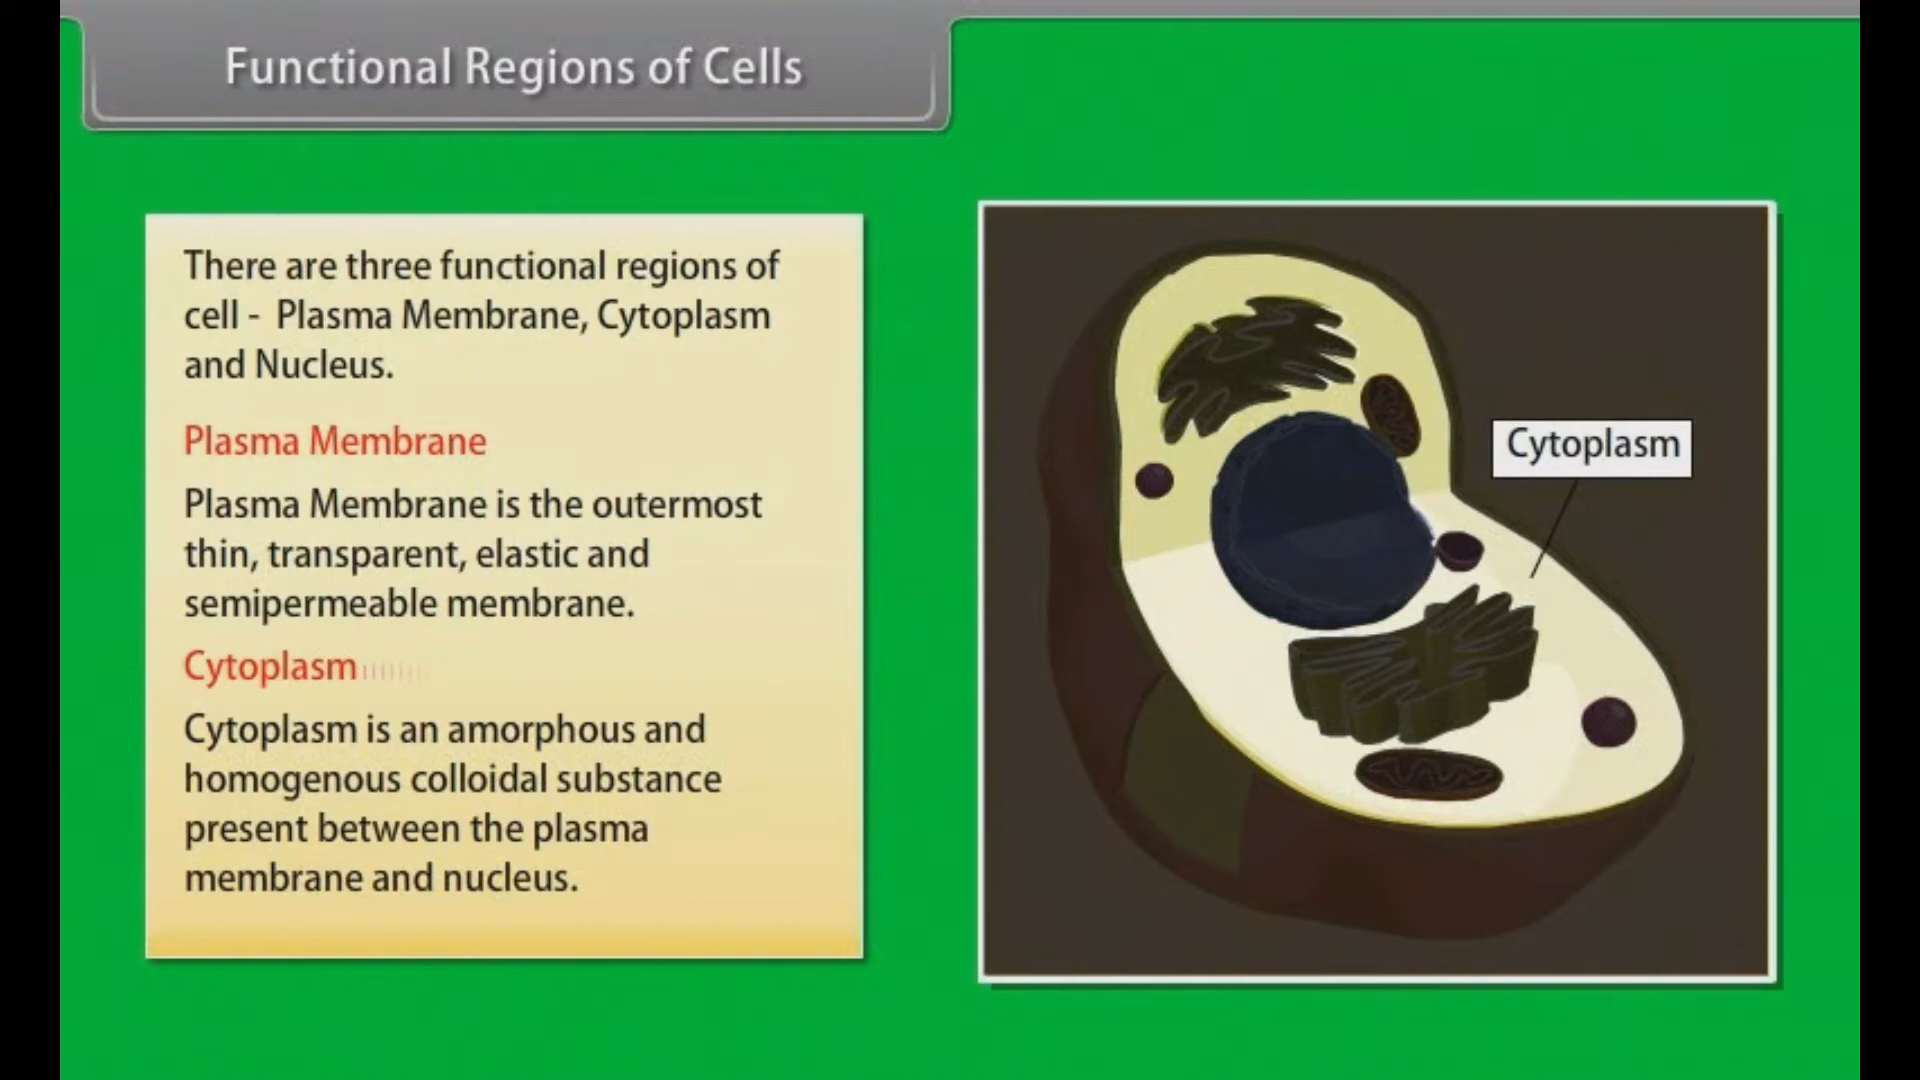 Functional Regions of Cells
There are three functional regions of
cell - Plasma Membrane, Cytoplasm
and Nucleus.
Plasma Membrane
Plasma Membrane is the outermost
thin, transparent, elastic and
semipermeable membrane.
Cytoplasm
Cytoplasm is an amorphous and
homogenous colloidal substance
present between the plasma
membrane and nucleus.
Cytoplasm